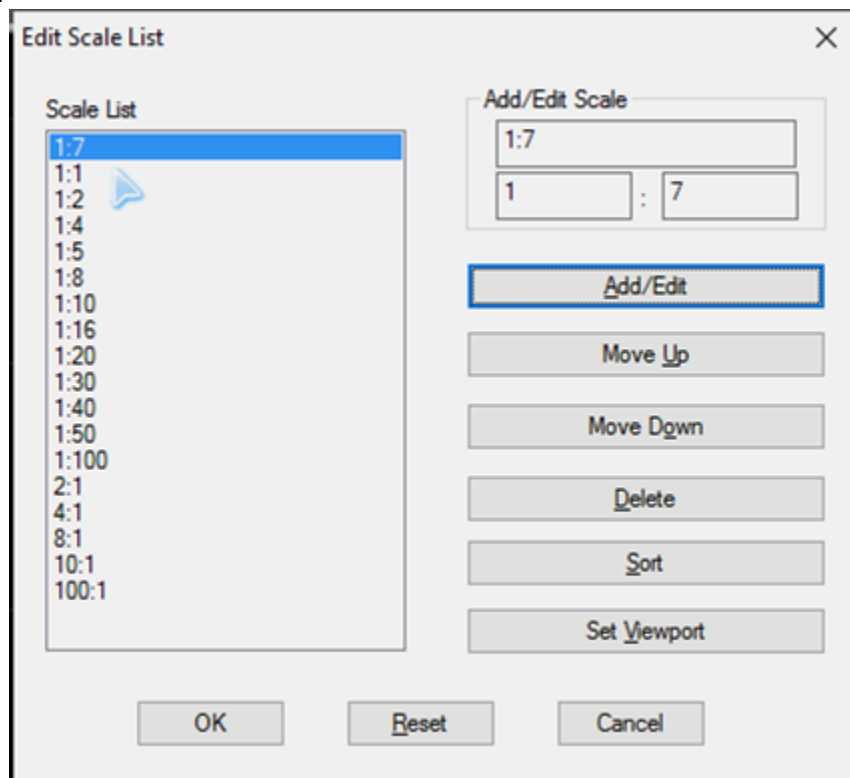 Edit Scale List
Scale List
1:7
1:1
1:2
1:4
1:5
1:8
1:10
1:16
1:20
1:30
1:40
1:50
1:100
2:1
4:1
8:1
10:1
100:1
Add/Edit Scale
1:7
1 : 7
Add/Edit
Move Up
Move Down
Delete
Sort
Set Viewport
OK Reset Cancel